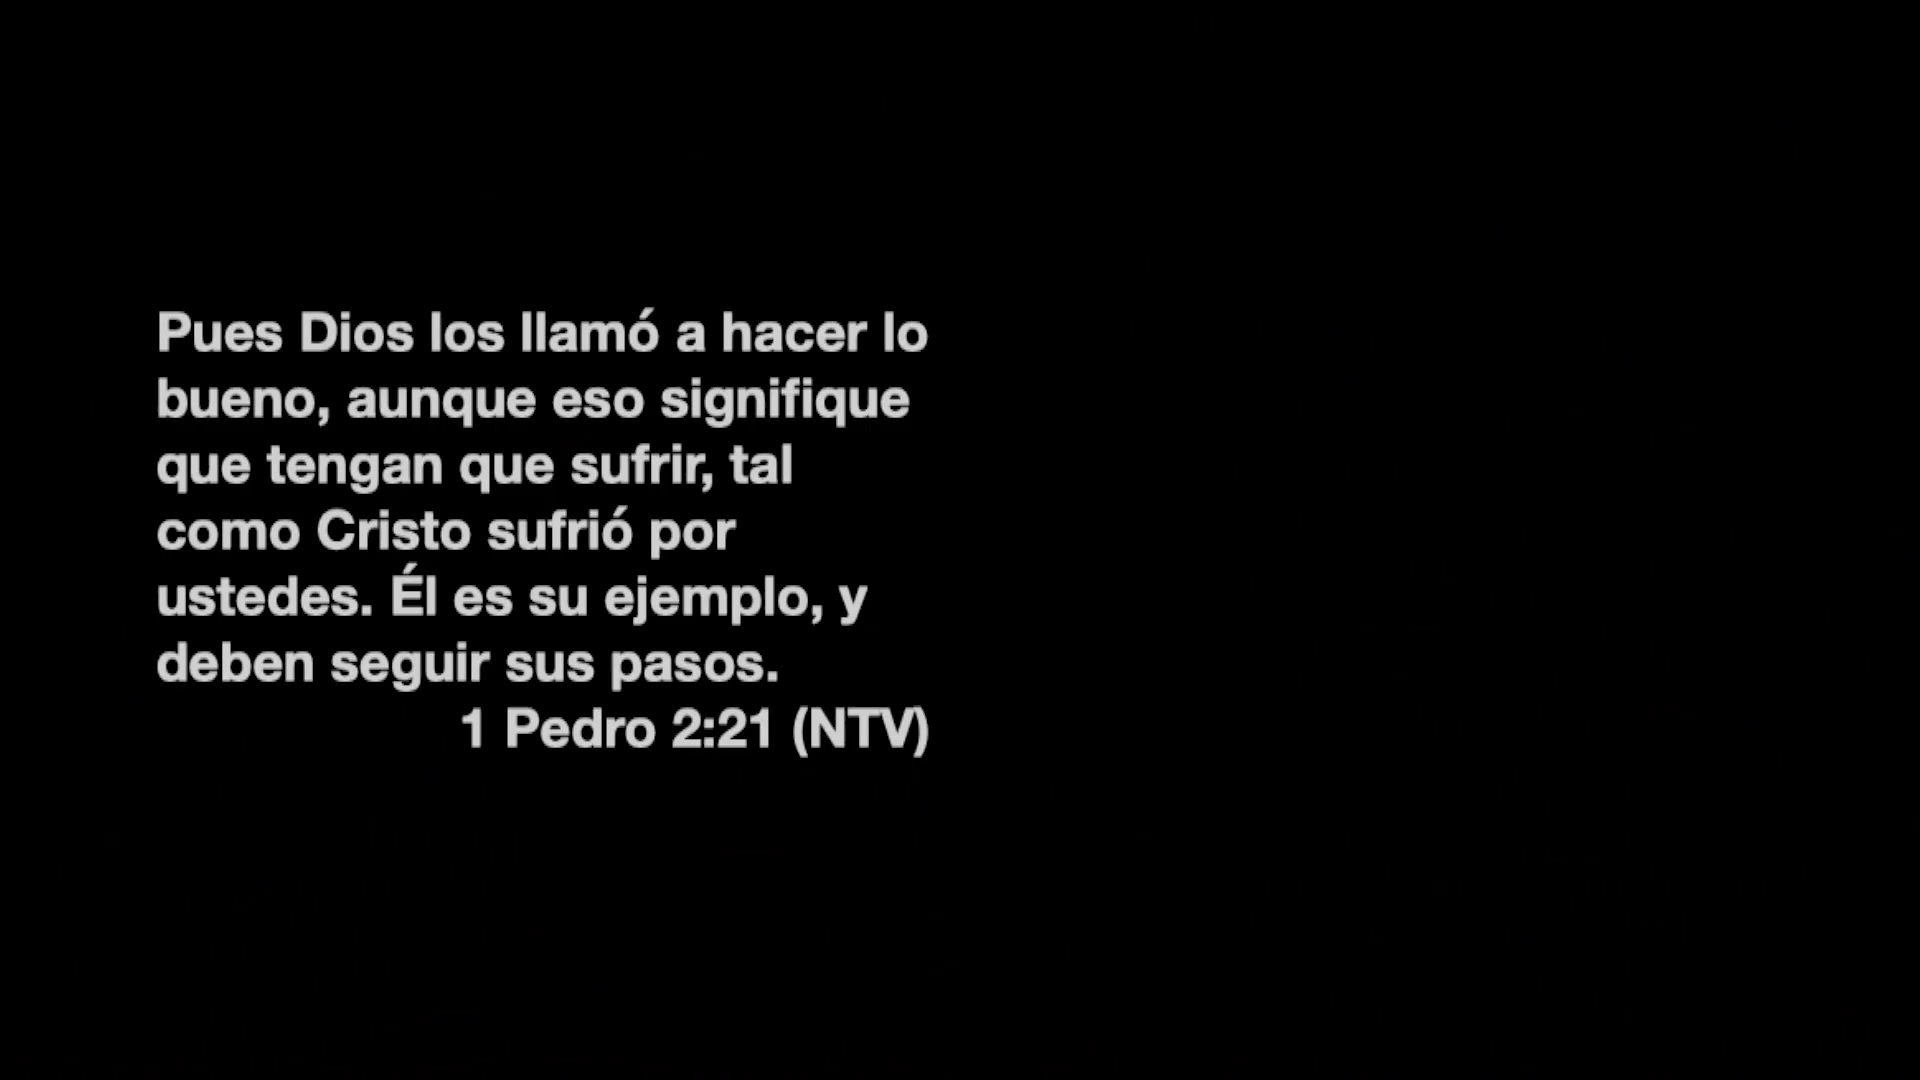 Pues Dios los llamó a hacer lo
bueno, aunque eso signifique
que tengan que sufrir, tal
como Cristo sufrió por
ustedes. Él es su ejemplo, y
deben seguir sus pasos.
1 Pedro 2:21 (NTV)